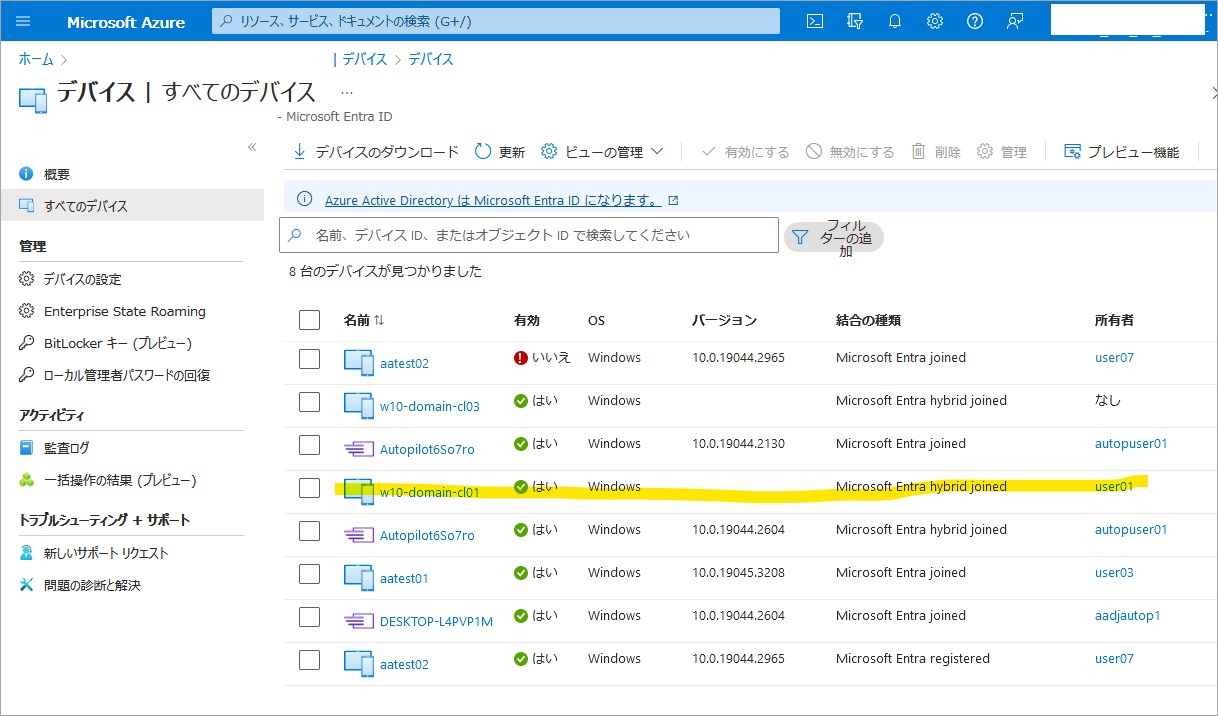 Microsoft Azure
リソース、サービス、ドキュメントの検索 (G+/)
ホーム > | デバイス > デバイス
デバイス | すべてのデバイス ...
- Microsoft Entra ID
«
デバイスのダウンロード 更新 ビューの管理 有効にする 無効にする 削除 管理 プレビュー機能
概要
すべてのデバイス
管理
デバイスの設定
Enterprise State Roaming
BitLocker キー (プレビュー)
ローカル管理者パスワードの回復
アクティビティ
監査ログ
一括操作の結果 (プレビュー)
トラブルシューティング + サポート
新しいサポート リクエスト
問題の診断と解決
Azure Active Directory は Microsoft Entra ID になります。
名前、デバイス ID、またはオブジェクト ID で検索してください
フィル
ターの追
加
8 台のデバイスが見つかりました
名前 ↑↓ 有効 OS バージョン 結合の種類 所有者
aatest02 いいえ Windows 10.0.19044.2965 Microsoft Entra joined user07
w10-domain-cl03 はい Windows Microsoft Entra hybrid joined なし
Autopilot6So7ro はい Windows 10.0.19044.2130 Microsoft Entra joined autopuser01
w10-domain-cl01 はい Windows Microsoft Entra hybrid joined user01
Autopilot6So7ro はい Windows 10.0.19044.2604 Microsoft Entra hybrid joined autopuser01
aatest01 はい Windows 10.0.19045.3208 Microsoft Entra joined user03
DESKTOP-L4PVP1M はい Windows 10.0.19044.2604 Microsoft Entra joined aadjautop1
aatest02 はい Windows 10.0.19044.2965 Microsoft Entra registered user07